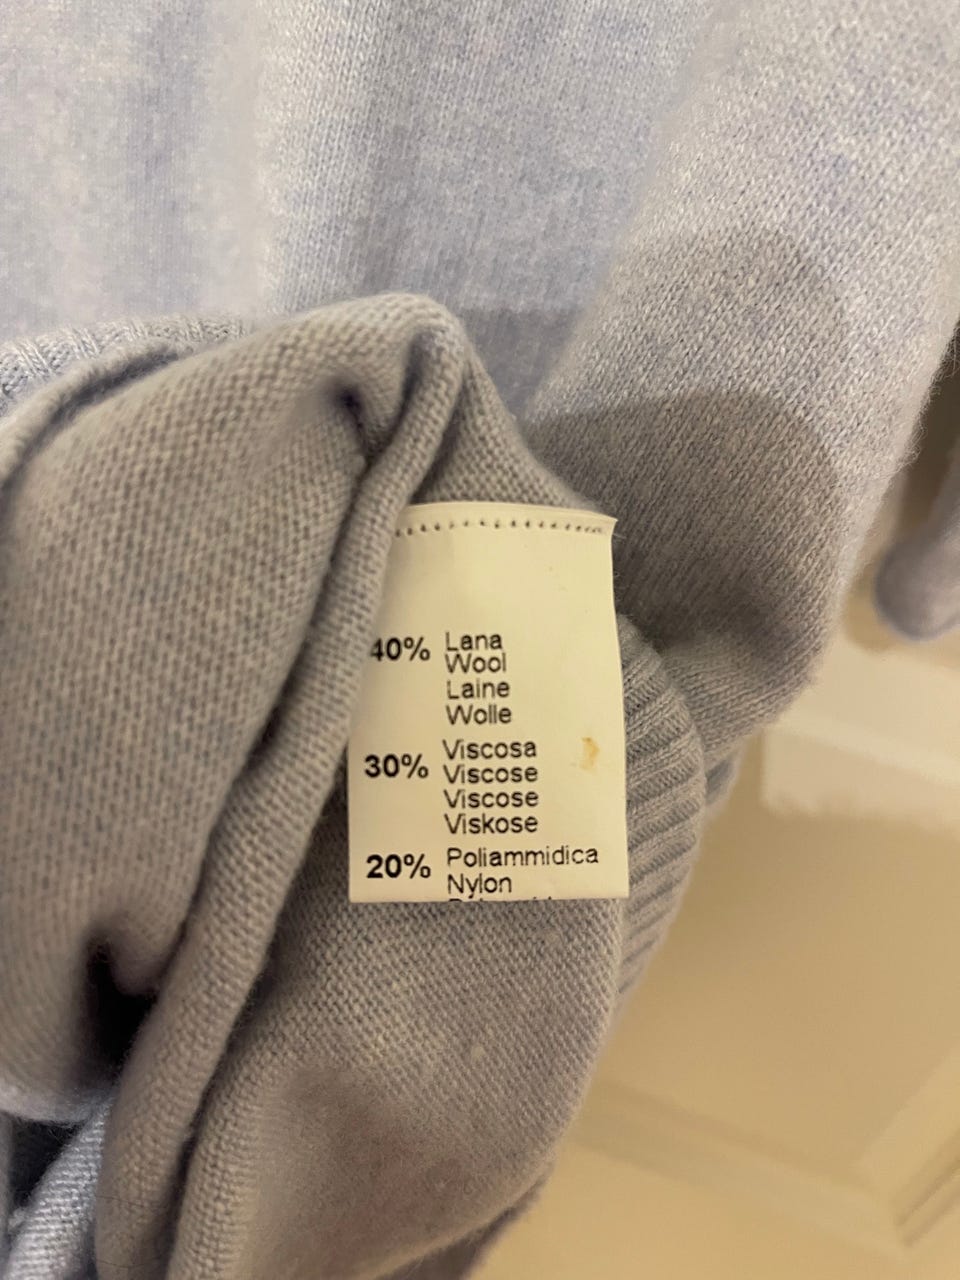 40% Lana
Wool
Laine
Wolle
30% Viscosa
Viscose
Viscose
Viskose
20% Poliammidica
Nylon